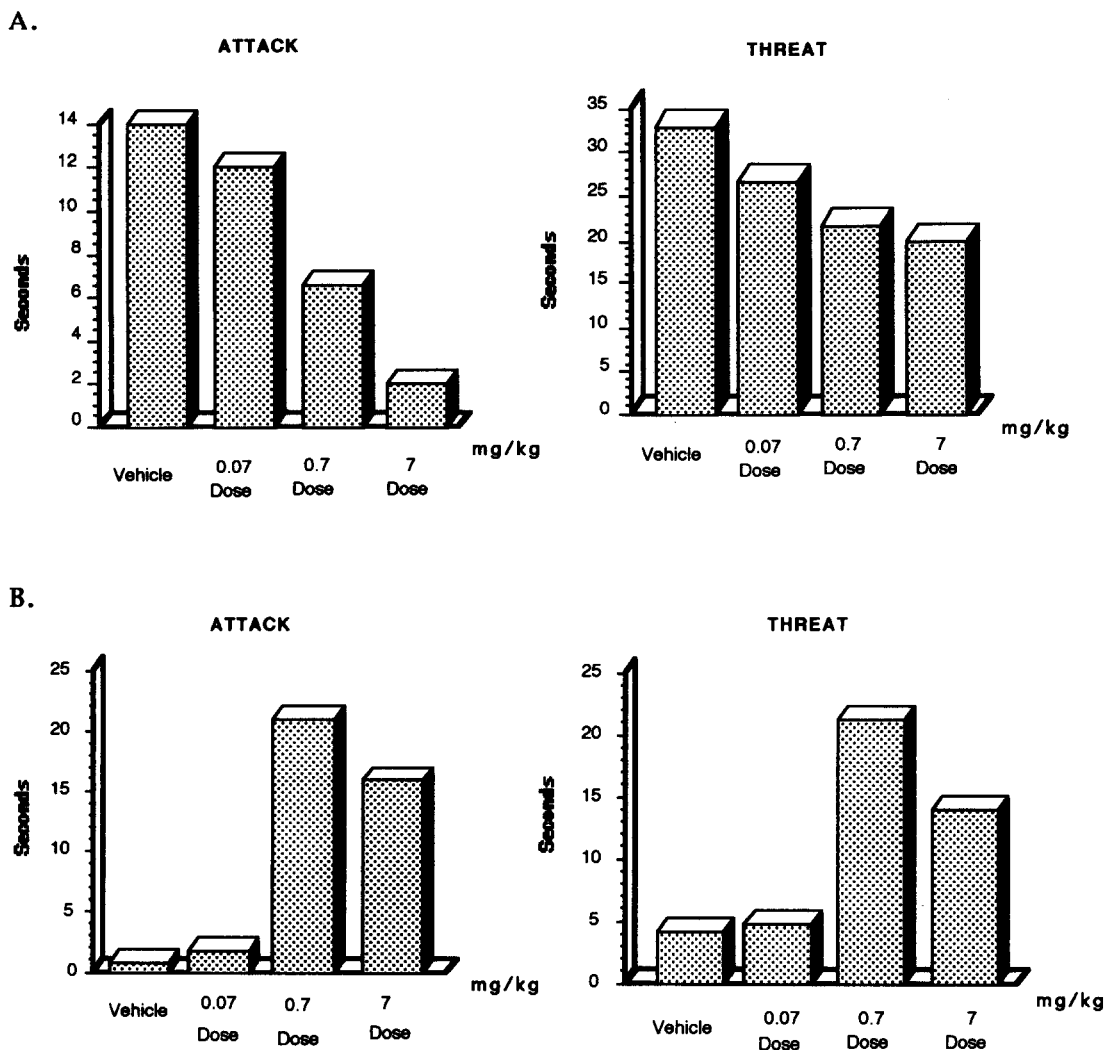 A.
ATTACK
14
12
10
8
6
4
2
0
Seconds
Vehicle
0.07
Dose
0.7
Dose
7
Dose
mg/kg
THREAT
35
30
25
20
15
10
5
0
Seconds
Vehicle
0.07
Dose
0.7
Dose
7
Dose
mg/kg
B.
ATTACK
25
20
15
10
5
0
Seconds
Vehicle
0.07
Dose
0.7
Dose
7
Dose
mg/kg
THREAT
25
20
15
10
5
0
Seconds
Vehicle
0.07
Dose
0.7
Dose
7
Dose
mg/kg